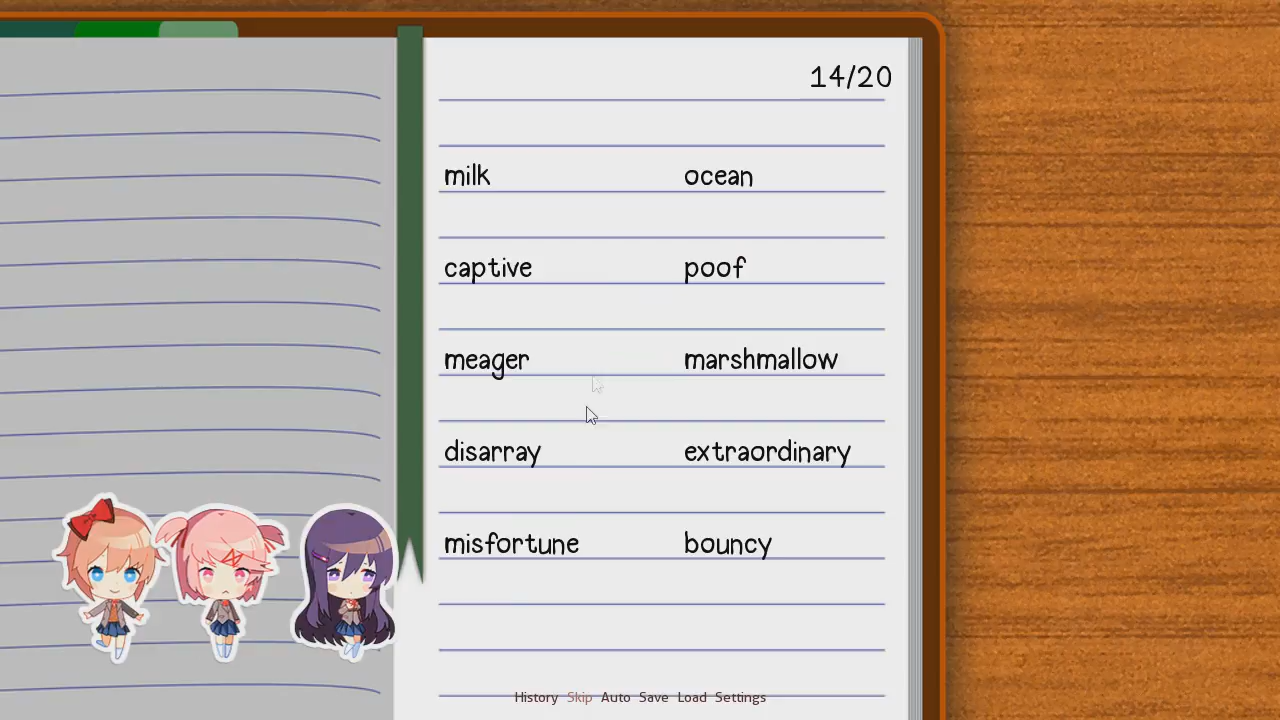 14/20
milk ocean
captive poof
meager marshmallow
disarray extraordinary
misfortune bouncy
History Skip Auto Save Load Settings